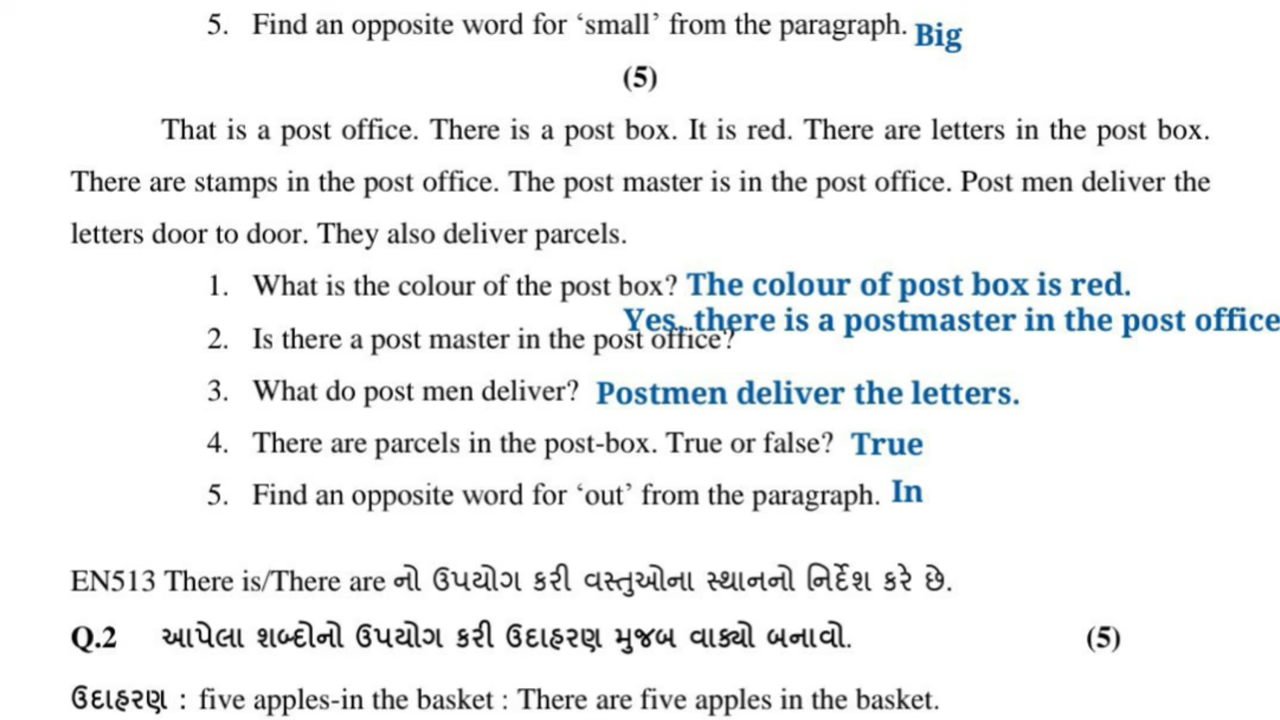 5. Find an opposite word for ‘small’ from the paragraph. Big
(5)
That is a post office. There is a post box. It is red. There are letters in the post box.
There are stamps in the post office. The post master is in the post office. Post men deliver the
letters door to door. They also deliver parcels.
1. What is the colour of the post box? The colour of post box is red.
Yes, there is a postmaster in the post office
2. Is there a post master in the post office?
3. What do post men deliver? Postmen deliver the letters.
4. There are parcels in the post-box. True or false? True
5. Find an opposite word for ‘out’ from the paragraph. In
EN513 There is/There are નો ઉપયોગ કરી વસ્તુઓના સ્થાનનો નિર્દેશ કરે છે.
Q.2 આપેલા શબ્દોનો ઉપયોગ કરી ઉદાહરણ મુજબ વાક્યો બનાવો. (5)
ઉદાહરણ : five apples-in the basket : There are five apples in the basket.